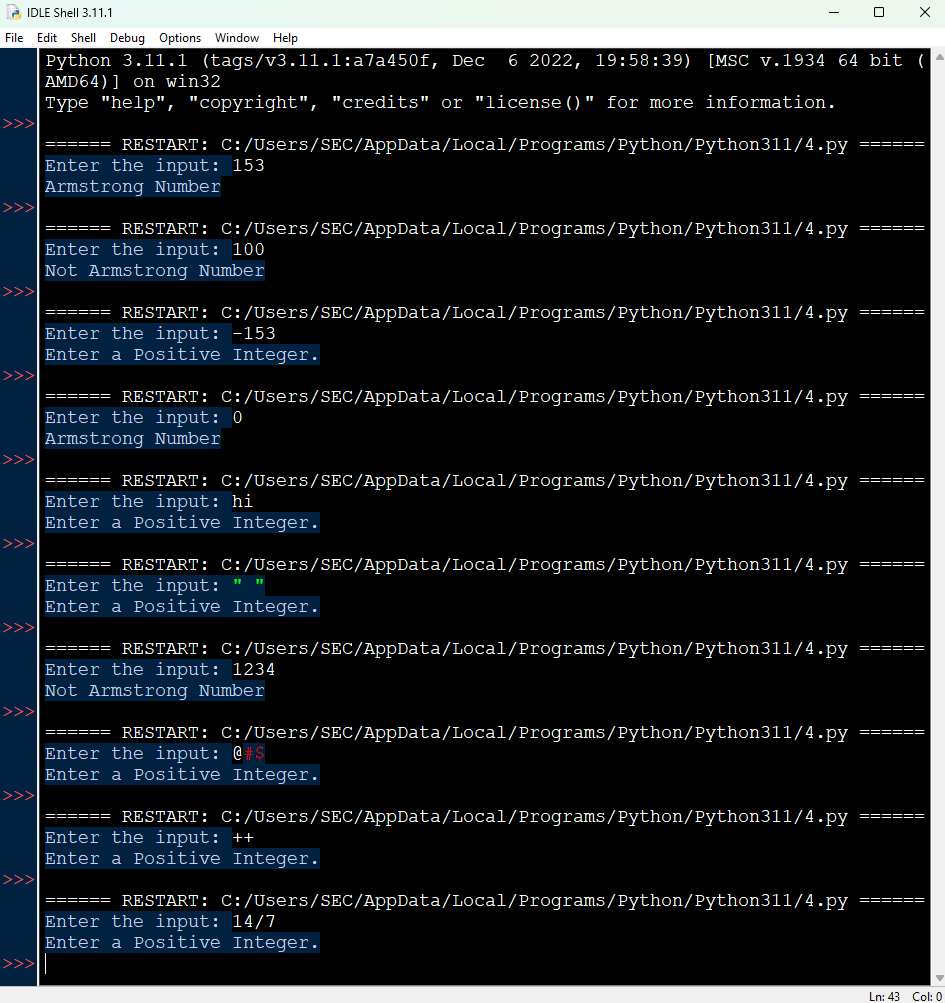 IDLE Shell 3.11.1
File Edit Shell Debug Options Window Help
Python 3.11.1 (tags/v3.11.1:a7a450f, Dec  6 2022, 19:58:39) [MSC v.1934 64 bit (
AMD64)] on win32
Type "help", "copyright", "credits" or "license()" for more information.
>>>
====== RESTART: C:/Users/SEC/AppData/Local/Programs/Python/Python311/4.py ======
Enter the input: 153
Armstrong Number
>>>
====== RESTART: C:/Users/SEC/AppData/Local/Programs/Python/Python311/4.py ======
Enter the input: 100
Not Armstrong Number
>>>
====== RESTART: C:/Users/SEC/AppData/Local/Programs/Python/Python311/4.py ======
Enter the input: -153
Enter a Positive Integer.
>>>
====== RESTART: C:/Users/SEC/AppData/Local/Programs/Python/Python311/4.py ======
Enter the input: 0
Armstrong Number
>>>
====== RESTART: C:/Users/SEC/AppData/Local/Programs/Python/Python311/4.py ======
Enter the input: hi
Enter a Positive Integer.
>>>
====== RESTART: C:/Users/SEC/AppData/Local/Programs/Python/Python311/4.py ======
Enter the input: " "
Enter a Positive Integer.
>>>
====== RESTART: C:/Users/SEC/AppData/Local/Programs/Python/Python311/4.py ======
Enter the input: 1234
Not Armstrong Number
>>>
====== RESTART: C:/Users/SEC/AppData/Local/Programs/Python/Python311/4.py ======
Enter the input: @#$
Enter a Positive Integer.
>>>
====== RESTART: C:/Users/SEC/AppData/Local/Programs/Python/Python311/4.py ======
Enter the input: ++
Enter a Positive Integer.
>>>
====== RESTART: C:/Users/SEC/AppData/Local/Programs/Python/Python311/4.py ======
Enter the input: 14/7
Enter a Positive Integer.
>>>
Ln: 43 Col: 0